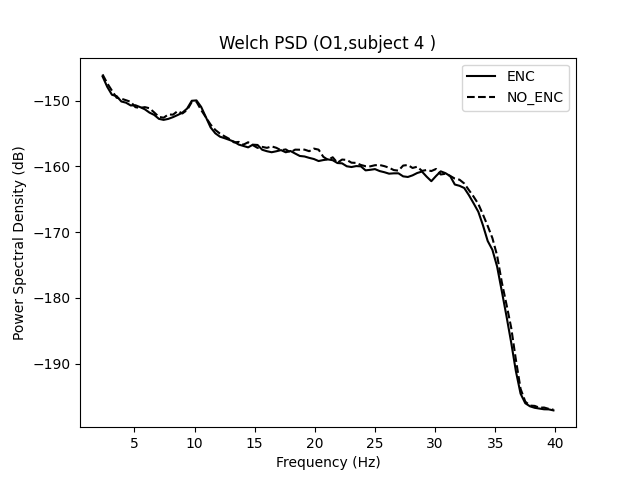 Welch PSD (O1,subject 4 )
ENC
NO_ENC
Power Spectral Density (dB)
−150
−160
−170
−180
−190
5 10 15 20 25 30 35 40
Frequency (Hz)